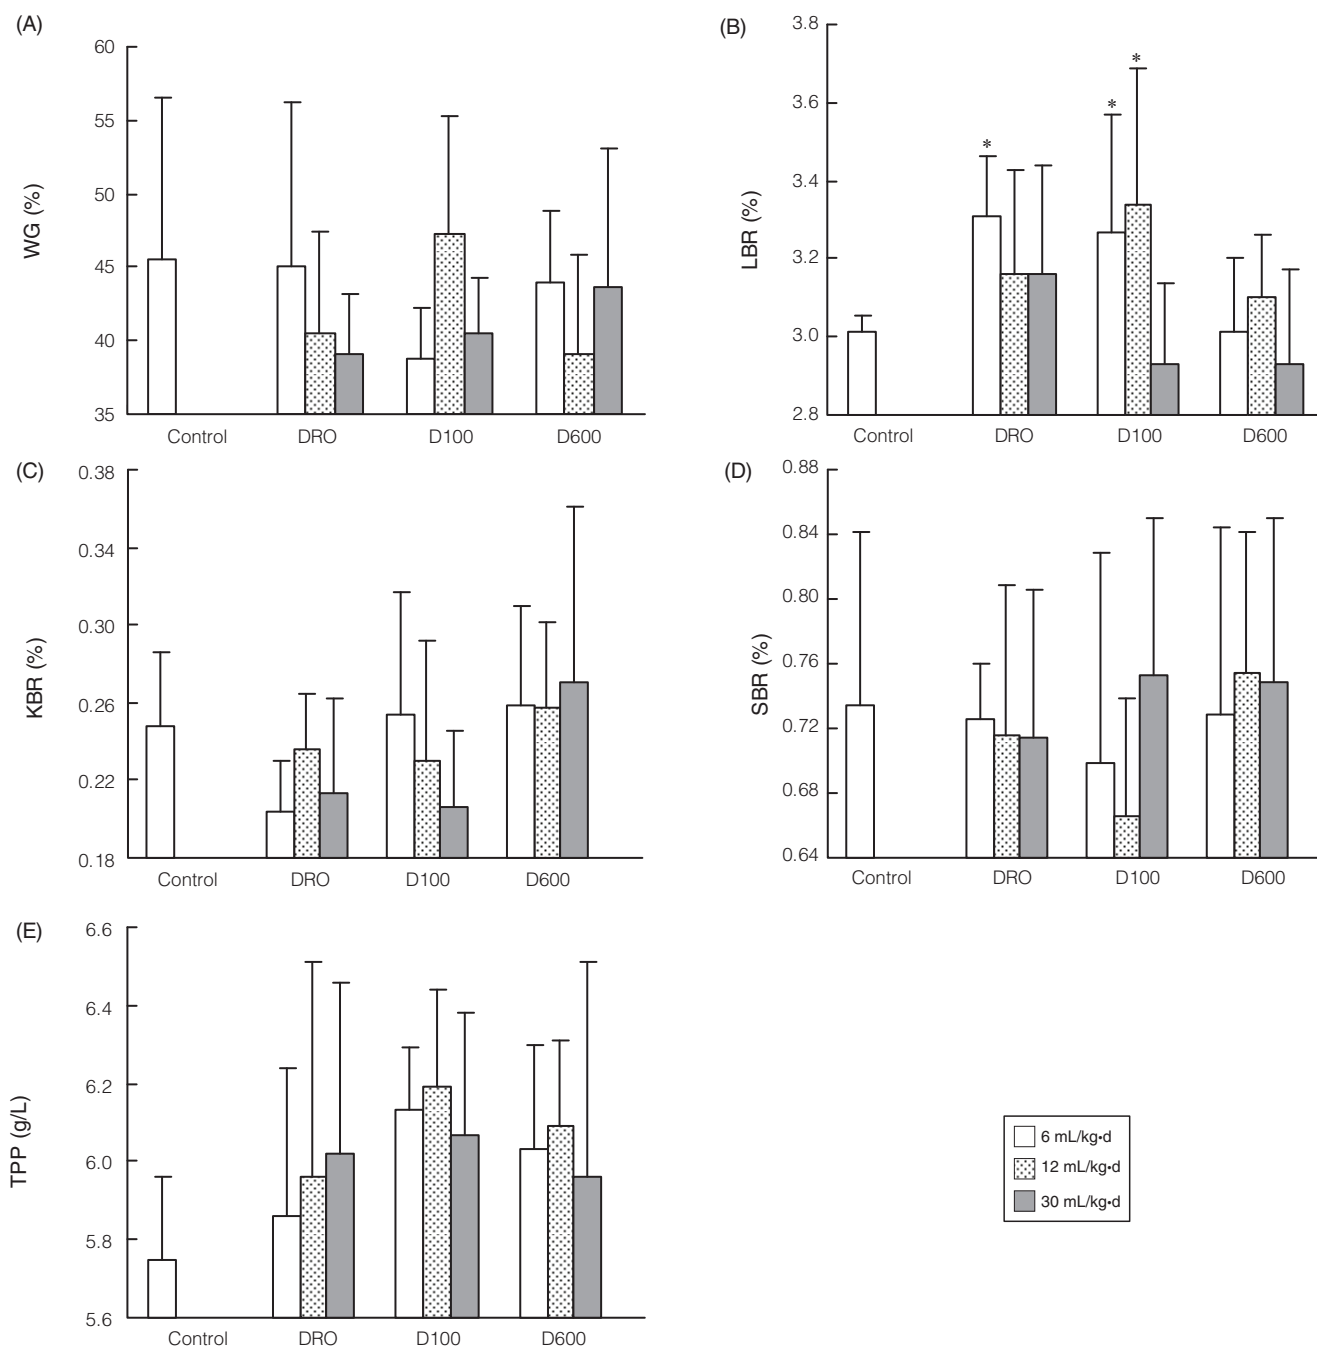 (A)
60
55
50
45
40
35
WG (%)
Control DRO D100 D600
(B)
3.8
3.6
3.4
3.2
3.0
2.8
LBR (%)
* * *
Control DRO D100 D600
(C)
0.38
0.34
0.30
0.26
0.22
0.18
KBR (%)
Control DRO D100 D600
(D)
0.88
0.84
0.80
0.76
0.72
0.68
0.64
SBR (%)
Control DRO D100 D600
(E)
6.6
6.4
6.2
6.0
5.8
5.6
TPP (g/L)
Control DRO D100 D600
6 mL/kg•d
12 mL/kg•d
30 mL/kg•d